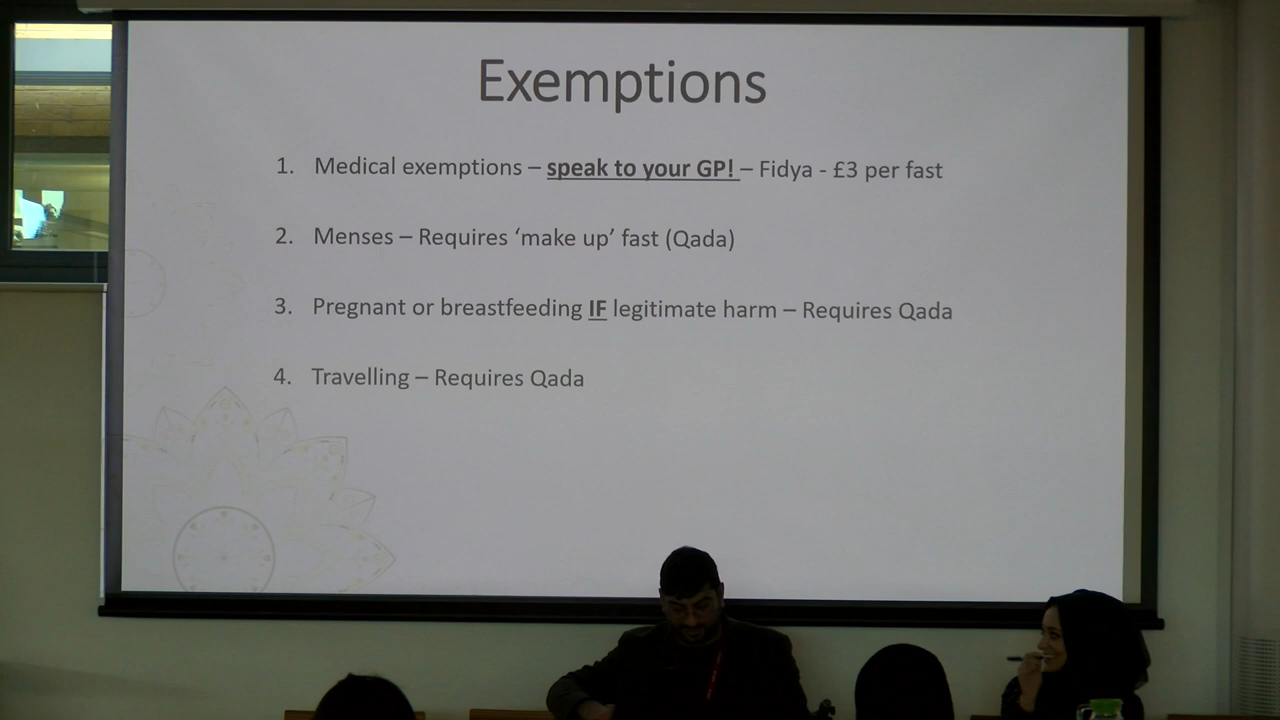 Exemptions
1. Medical exemptions – speak to your GP! – Fidya - £3 per fast
2. Menses – Requires ‘make up’ fast (Qada)
3. Pregnant or breastfeeding IF legitimate harm – Requires Qada
4. Travelling – Requires Qada